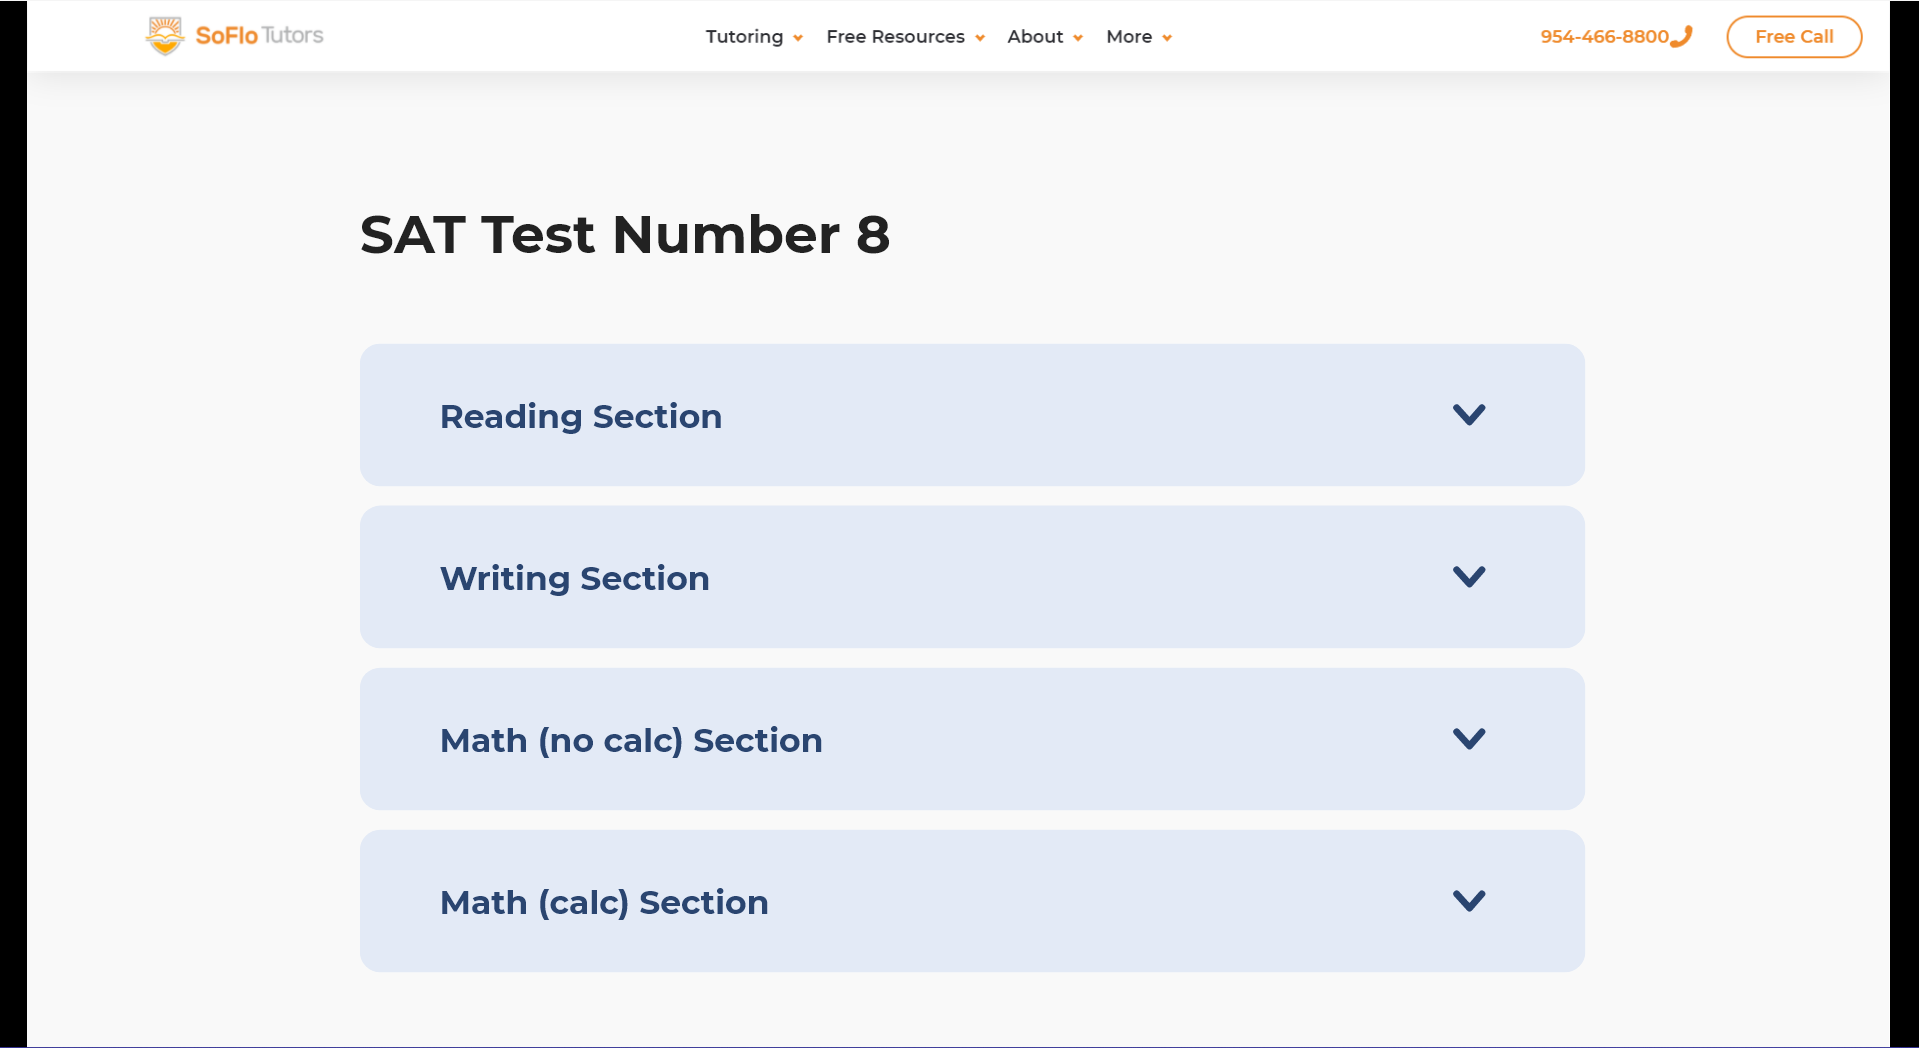 SoFlo Tutors
Tutoring
Free Resources
About
More
954-466-8800
Free Call
SAT Test Number 8
Reading Section
Writing Section
Math (no calc) Section
Math (calc) Section